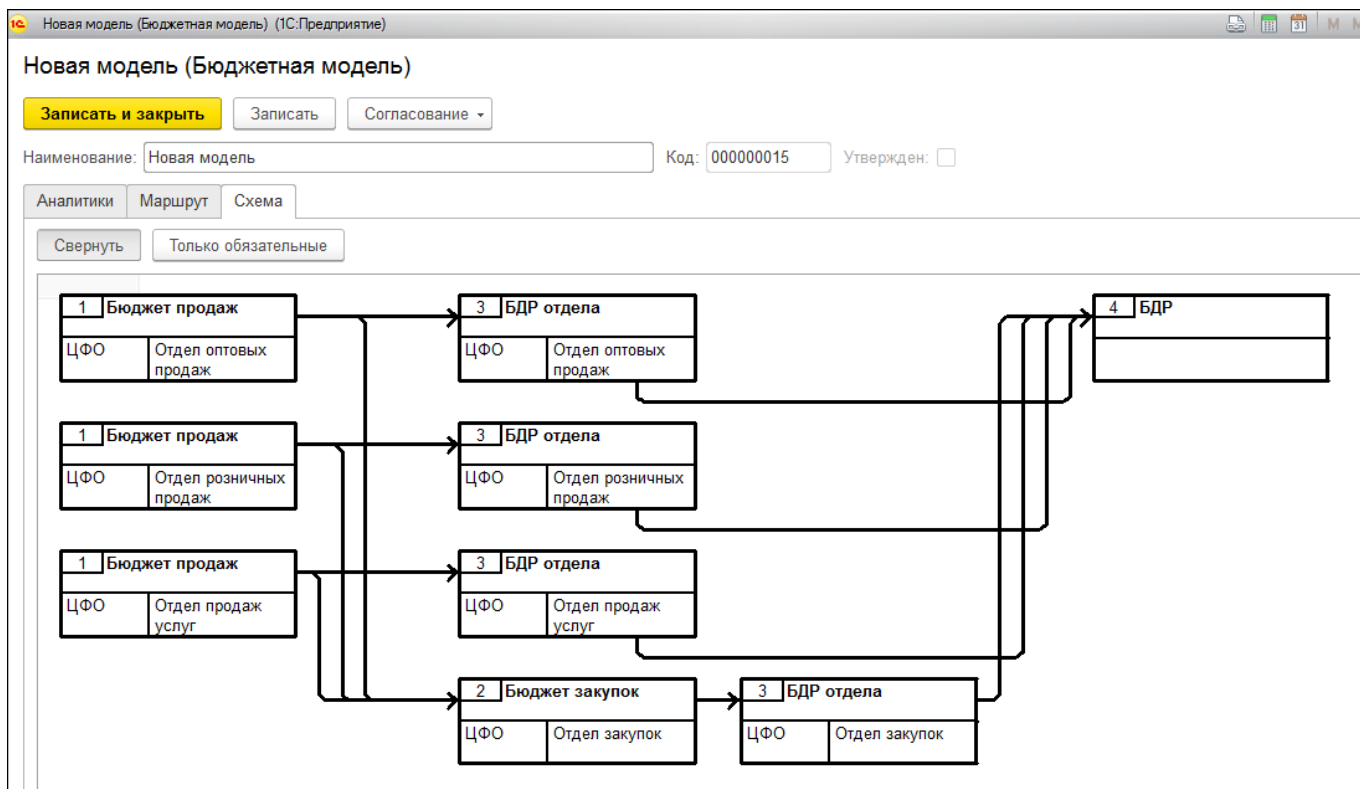 1С Новая модель (Бюджетная модель) (1С:Предприятие) 31 M M
Новая модель (Бюджетная модель)
Записать и закрыть Записать Согласование
Наименование: Новая модель Код: 000000015 Утвержден:
Аналитики Маршрут Схема
Свернуть Только обязательные
1 Бюджет продаж
ЦФО Отдел оптовых
продаж
3 БДР отдела
ЦФО Отдел оптовых
продаж
4 БДР
1 Бюджет продаж
ЦФО Отдел розничных
продаж
3 БДР отдела
ЦФО Отдел розничных
продаж
1 Бюджет продаж
ЦФО Отдел продаж
услуг
3 БДР отдела
ЦФО Отдел продаж
услуг
2 Бюджет закупок
ЦФО Отдел закупок
3 БДР отдела
ЦФО Отдел закупок